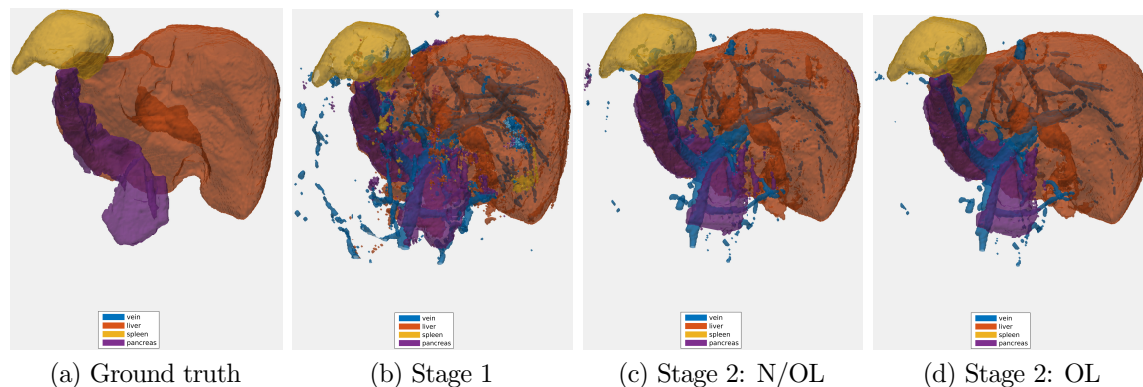 vein
liver
spleen
pancreas
vein
liver
spleen
pancreas
vein
liver
spleen
pancreas
vein
liver
spleen
pancreas
(a) Ground truth
(b) Stage 1
(c) Stage 2: N/OL
(d) Stage 2: OL